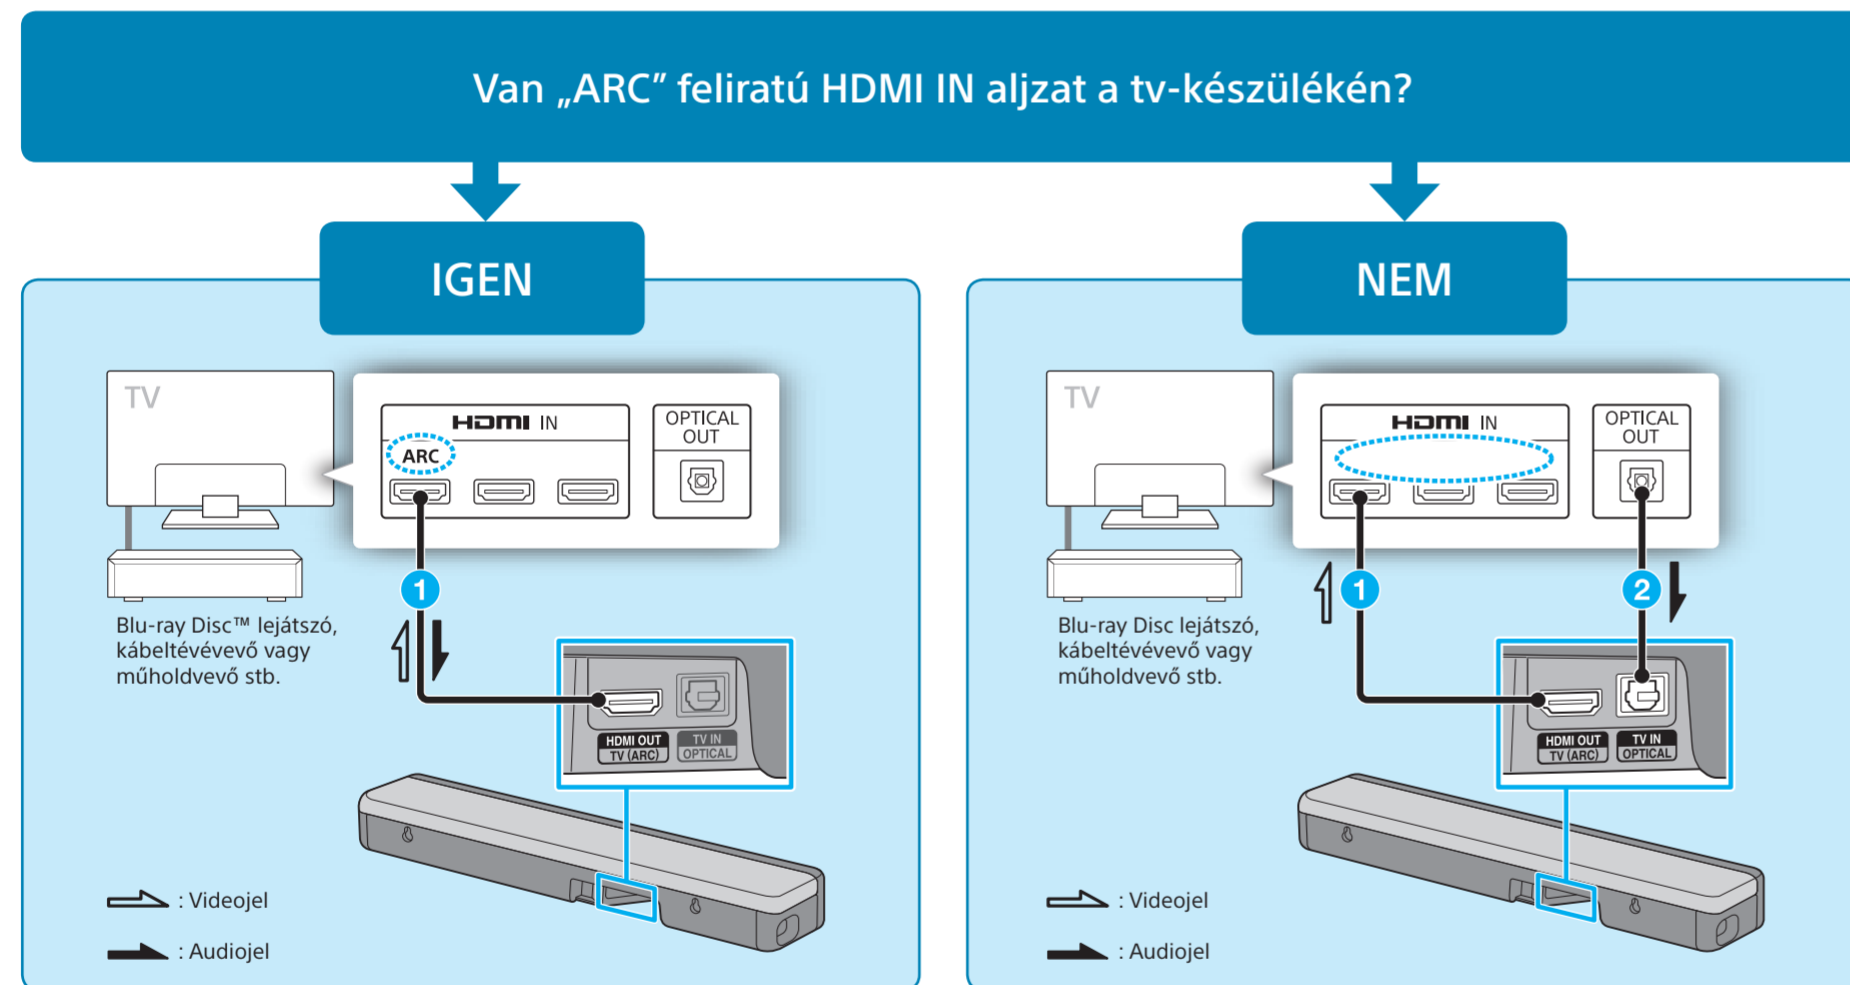 Van „ARC” feliratú HDMI IN aljzat a tv-készülékén?
IGEN
TV
HDMI IN
ARC
OPTICAL
OUT
1
Blu-ray Disc™ lejátszó,
kábeltévévevő vagy
műholdvevő stb.
HDMI OUT
TV (ARC)
TV IN
OPTICAL
: Videojel
: Audiojel
NEM
TV
HDMI IN
OPTICAL
OUT
1
2
Blu-ray Disc lejátszó,
kábeltévévevő vagy
műholdvevő stb.
HDMI OUT
TV (ARC)
TV IN
OPTICAL
: Videojel
: Audiojel